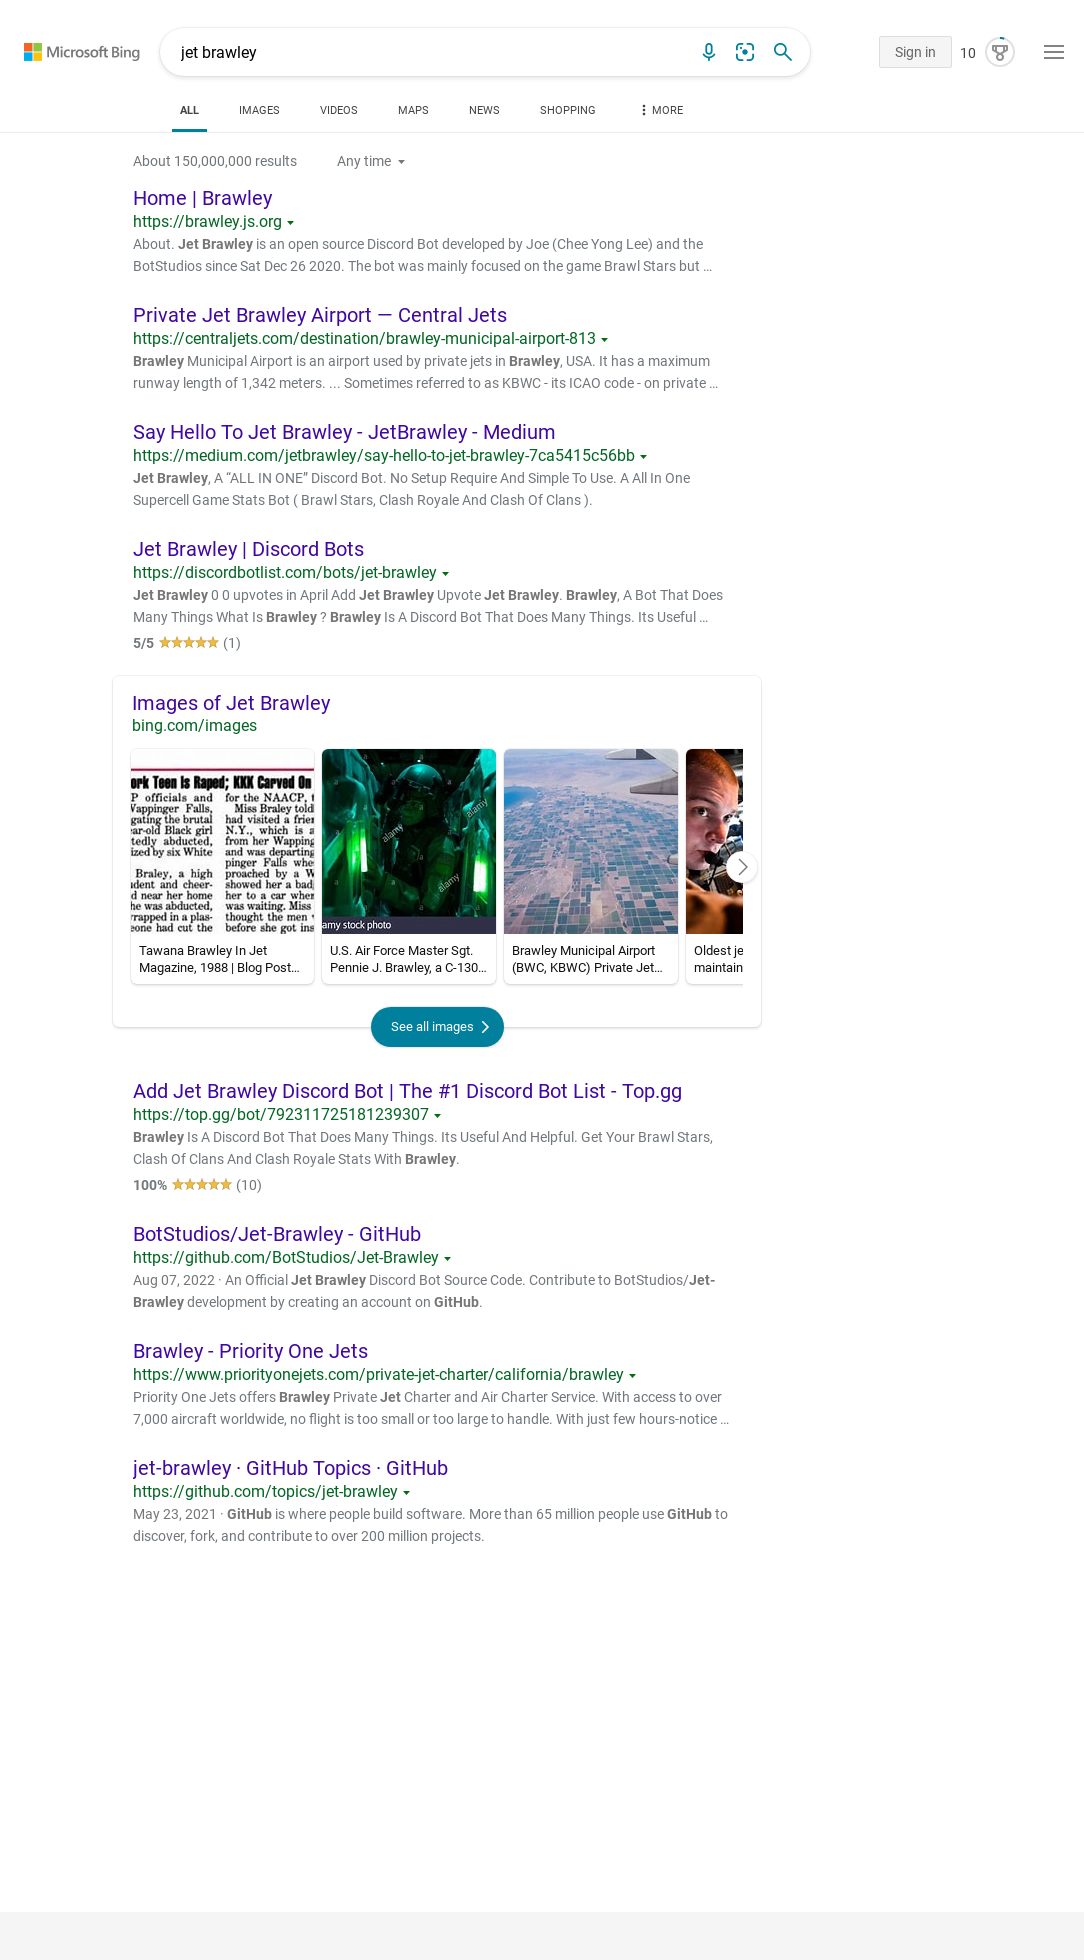 Microsoft Bing
jet brawley
Sign in
10
ALL
IMAGES
VIDEOS
MAPS
NEWS
SHOPPING
MORE
About 150,000,000 results
Any time
Home | Brawley
https://brawley.js.org
About. Jet Brawley is an open source Discord Bot developed by Joe (Chee Yong Lee) and the
BotStudios since Sat Dec 26 2020. The bot was mainly focused on the game Brawl Stars but …
Private Jet Brawley Airport — Central Jets
https://centraljets.com/destination/brawley-municipal-airport-813
Brawley Municipal Airport is an airport used by private jets in Brawley, USA. It has a maximum
runway length of 1,342 meters. ... Sometimes referred to as KBWC - its ICAO code - on private …
Say Hello To Jet Brawley - JetBrawley - Medium
https://medium.com/jetbrawley/say-hello-to-jet-brawley-7ca5415c56bb
Jet Brawley, A “ALL IN ONE” Discord Bot. No Setup Require And Simple To Use. A All In One
Supercell Game Stats Bot ( Brawl Stars, Clash Royale And Clash Of Clans ).
Jet Brawley | Discord Bots
https://discordbotlist.com/bots/jet-brawley
Jet Brawley 0 0 upvotes in April Add Jet Brawley Upvote Jet Brawley. Brawley, A Bot That Does
Many Things What Is Brawley ? Brawley Is A Discord Bot That Does Many Things. Its Useful …
5/5 (1)
Images of Jet Brawley
bing.com/images
ork Teen Is Raped; KKK Carved On
P officials and
Wappinger Falls,
gating the brutal
ear-old Black girl
tedly abducted,
ized by six White
Braley, a high
dent and cheer-
d near her home
he was abducted,
wrapped in a plas-
eone had cut the
for the NAACP, t
Miss Braley told
had visited a frier
N.Y., which is a
from her Wapping
and was departing
pinger Falls whe
proached by a W
showed her a bad
her to a car when
was waiting. Miss
thought the men w
before she got ins
alamy
alamy
alamy
amy stock photo
Tawana Brawley In Jet
Magazine, 1988 | Blog Post…
U.S. Air Force Master Sgt.
Pennie J. Brawley, a C-130…
Brawley Municipal Airport
(BWC, KBWC) Private Jet…
Oldest je
maintain
See all images
Add Jet Brawley Discord Bot | The #1 Discord Bot List - Top.gg
https://top.gg/bot/792311725181239307
Brawley Is A Discord Bot That Does Many Things. Its Useful And Helpful. Get Your Brawl Stars,
Clash Of Clans And Clash Royale Stats With Brawley.
100% (10)
BotStudios/Jet-Brawley - GitHub
https://github.com/BotStudios/Jet-Brawley
Aug 07, 2022 · An Official Jet Brawley Discord Bot Source Code. Contribute to BotStudios/Jet-
Brawley development by creating an account on GitHub.
Brawley - Priority One Jets
https://www.priorityonejets.com/private-jet-charter/california/brawley
Priority One Jets offers Brawley Private Jet Charter and Air Charter Service. With access to over
7,000 aircraft worldwide, no flight is too small or too large to handle. With just few hours-notice …
jet-brawley · GitHub Topics · GitHub
https://github.com/topics/jet-brawley
May 23, 2021 · GitHub is where people build software. More than 65 million people use GitHub to
discover, fork, and contribute to over 200 million projects.